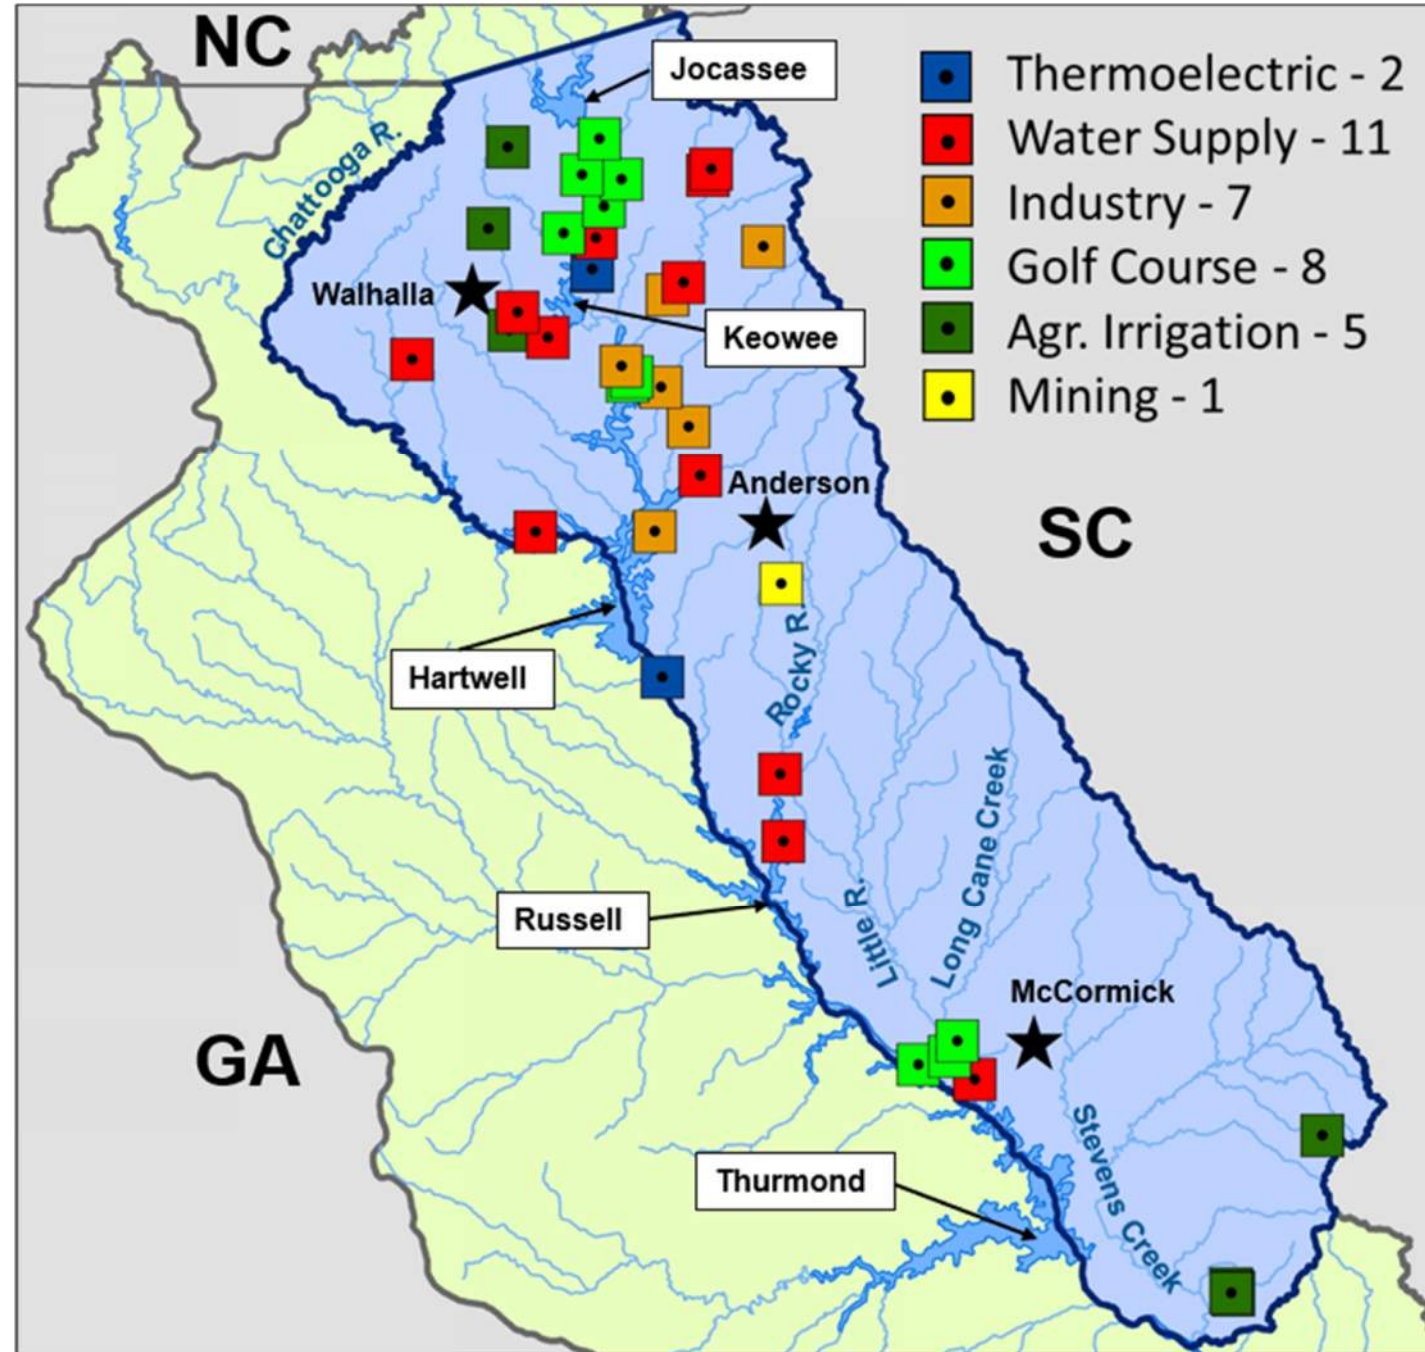 NC
Jocassee
Thermoelectric - 2
Water Supply - 11
Industry - 7
Golf Course - 8
Agr. Irrigation - 5
Mining - 1
Chattooga R.
Walhalla
Keowee
Anderson
SC
Hartwell
Rocky R.
Russell
Little R.
Long Cane Creek
McCormick
GA
Thurmond
Stevens Creek